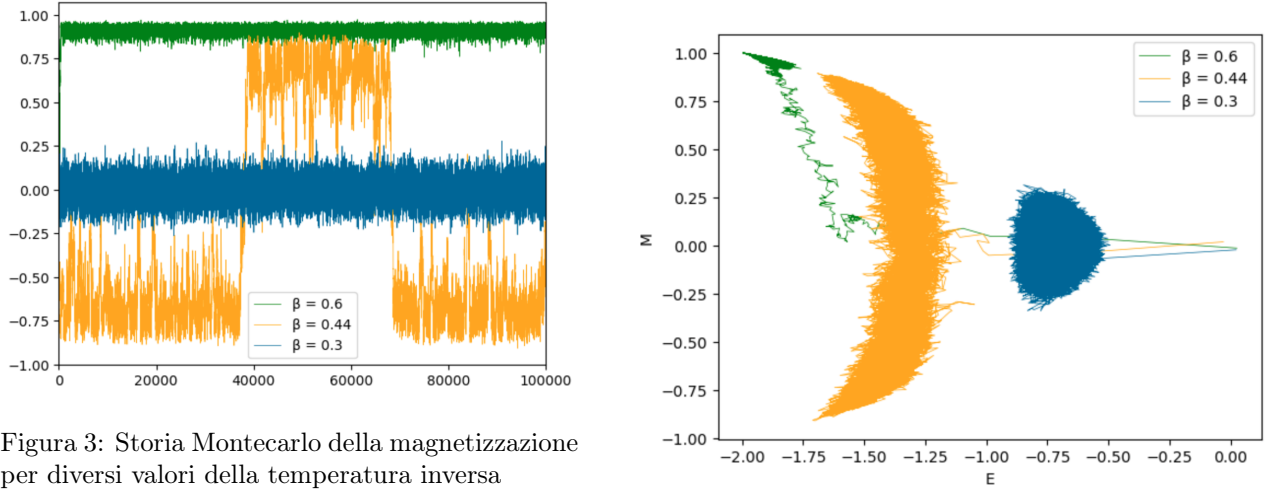 1.00
0.75
0.50
0.25
0.00
−0.25
−0.50
−0.75
−1.00
β = 0.6
β = 0.44
β = 0.3
0 20000 40000 60000 80000 100000
Figura 3: Storia Montecarlo della magnetizzazione
per diversi valori della temperatura inversa
M
1.00
0.75
0.50
0.25
0.00
−0.25
−0.50
−0.75
−1.00
β = 0.6
β = 0.44
β = 0.3
−2.00 −1.75 −1.50 −1.25 −1.00 −0.75 −0.50 −0.25 0.00
E